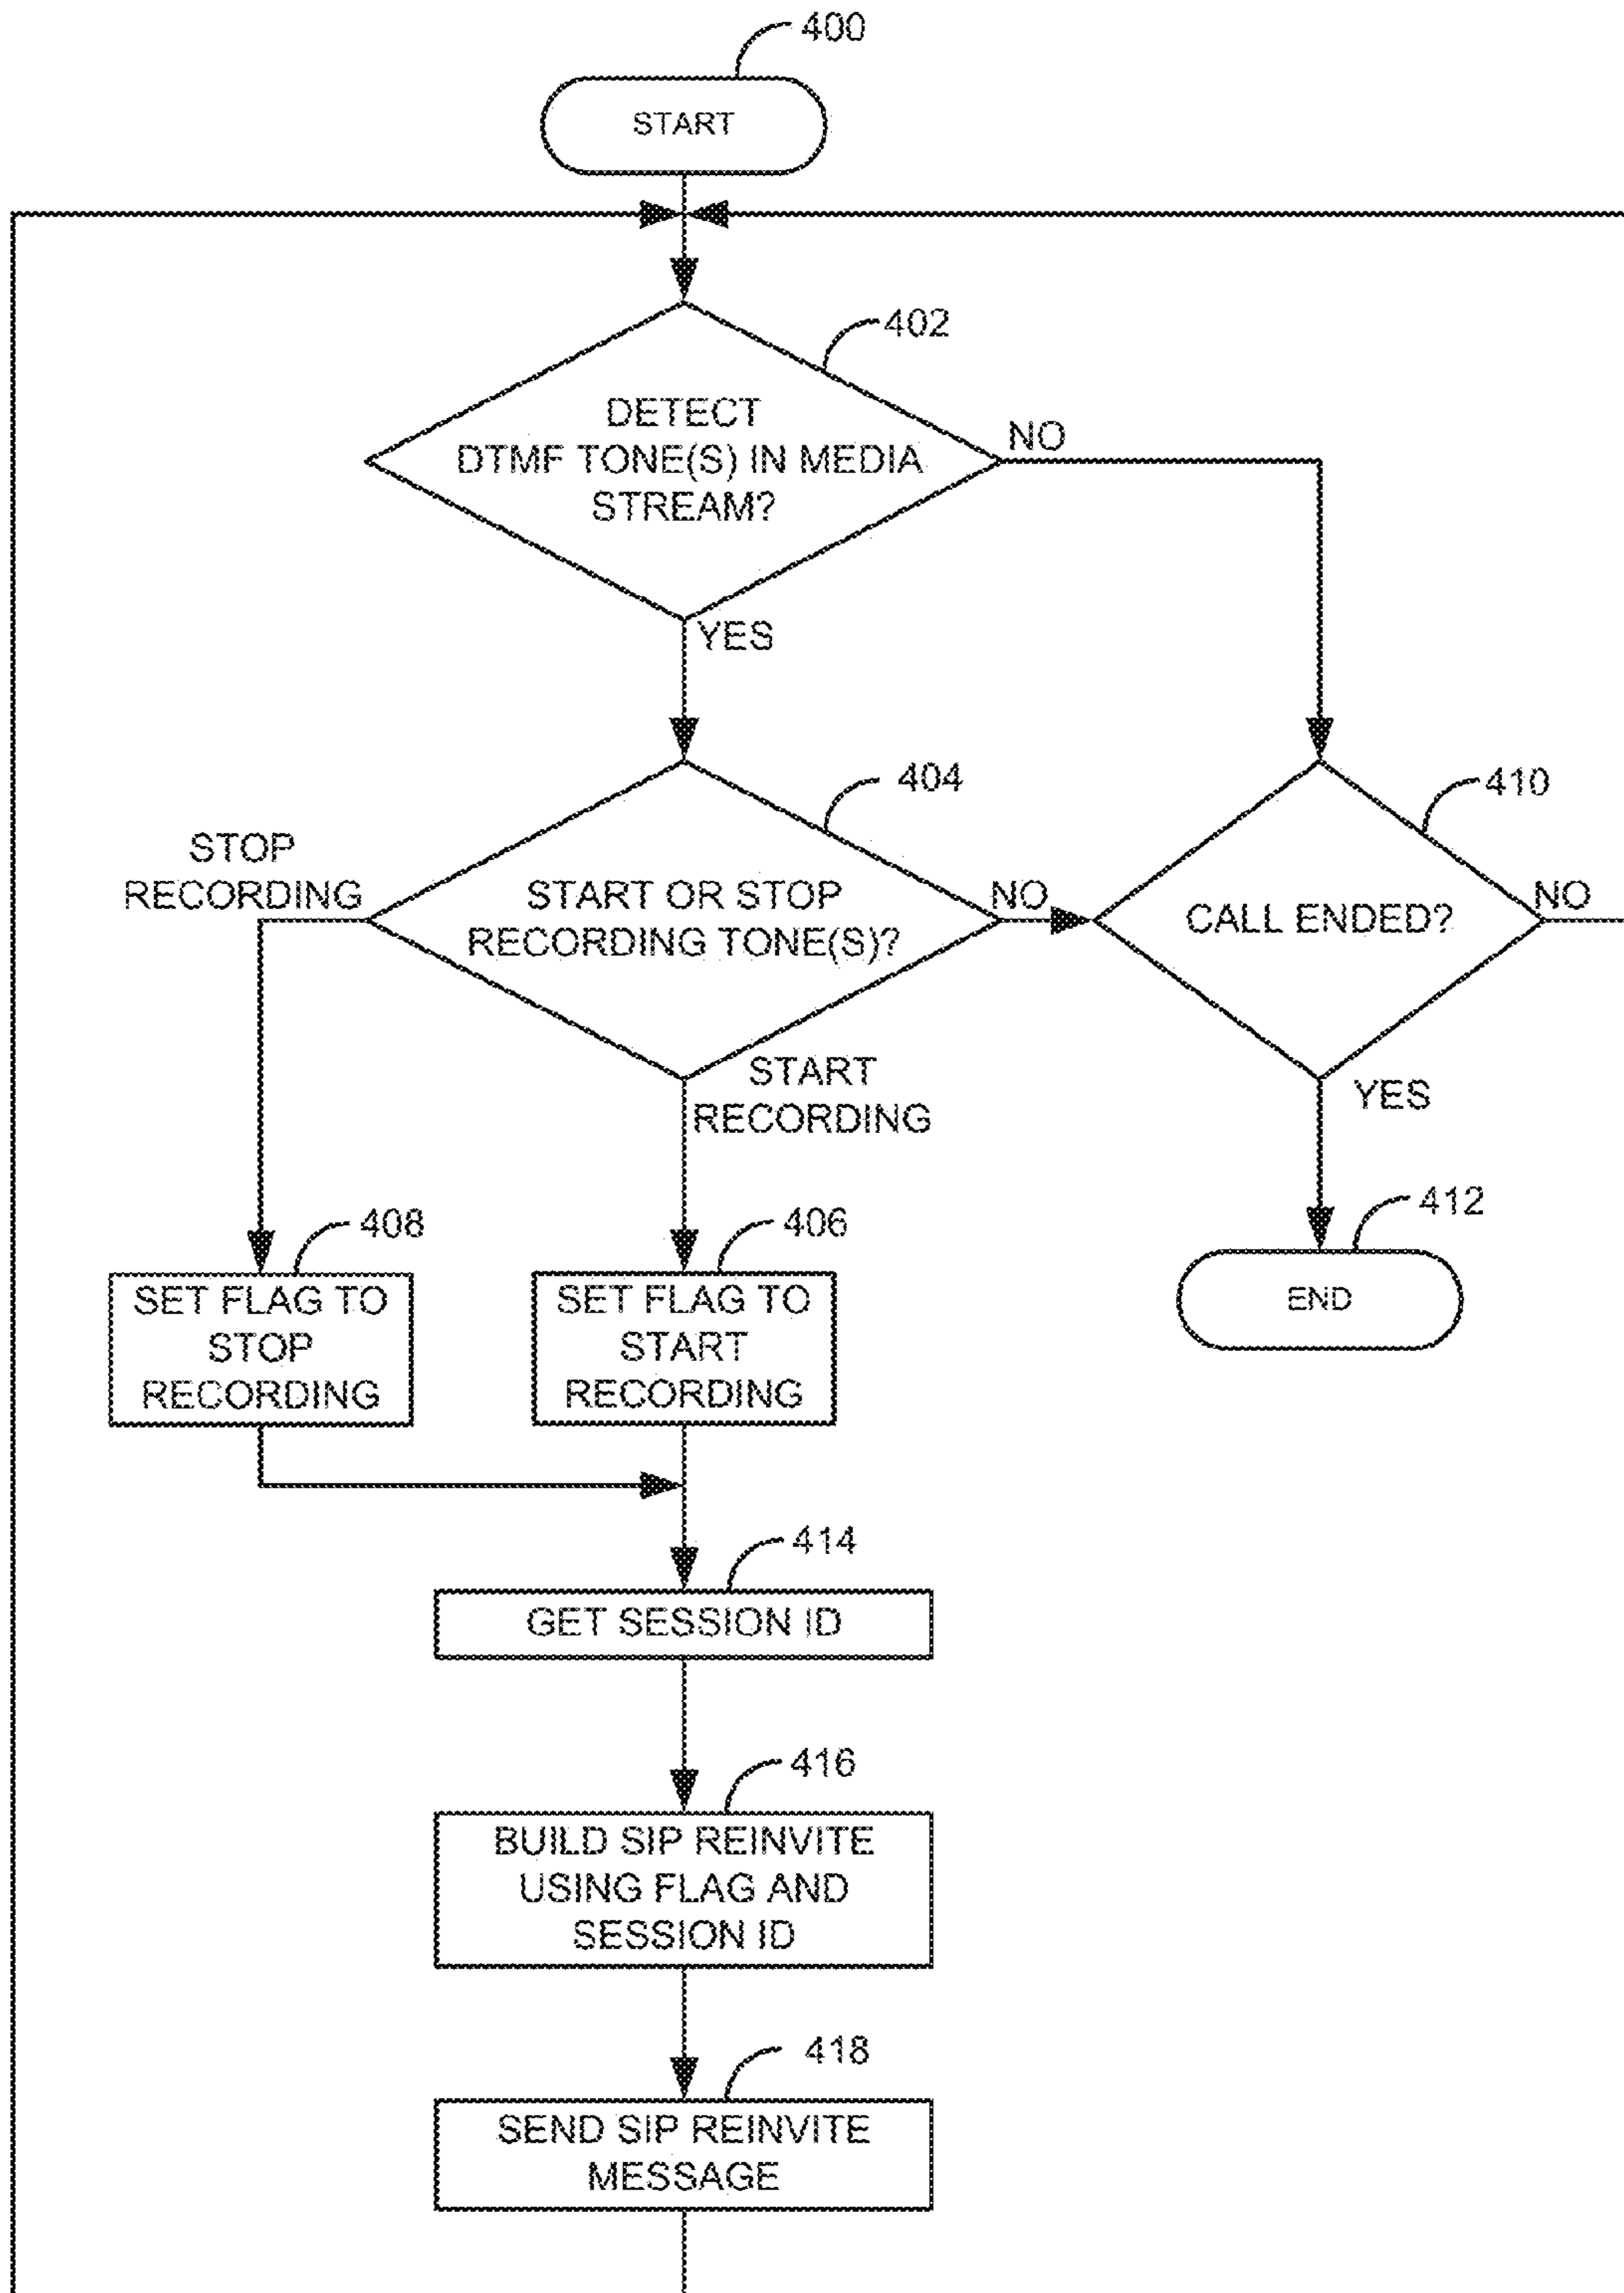 400
START
402
DETECT
DTMF TONE(S) IN MEDIA
STREAM?
NO
YES
404
410
STOP
RECORDING
START OR STOP
RECORDING TONE(S)?
NO
CALL ENDED?
NO
START
RECORDING
YES
408
406
412
SET FLAG TO
STOP
RECORDING
SET FLAG TO
START
RECORDING
END
414
GET SESSION ID
416
BUILD SIP REINVITE
USING FLAG AND
SESSION ID
418
SEND SIP REINVITE
MESSAGE